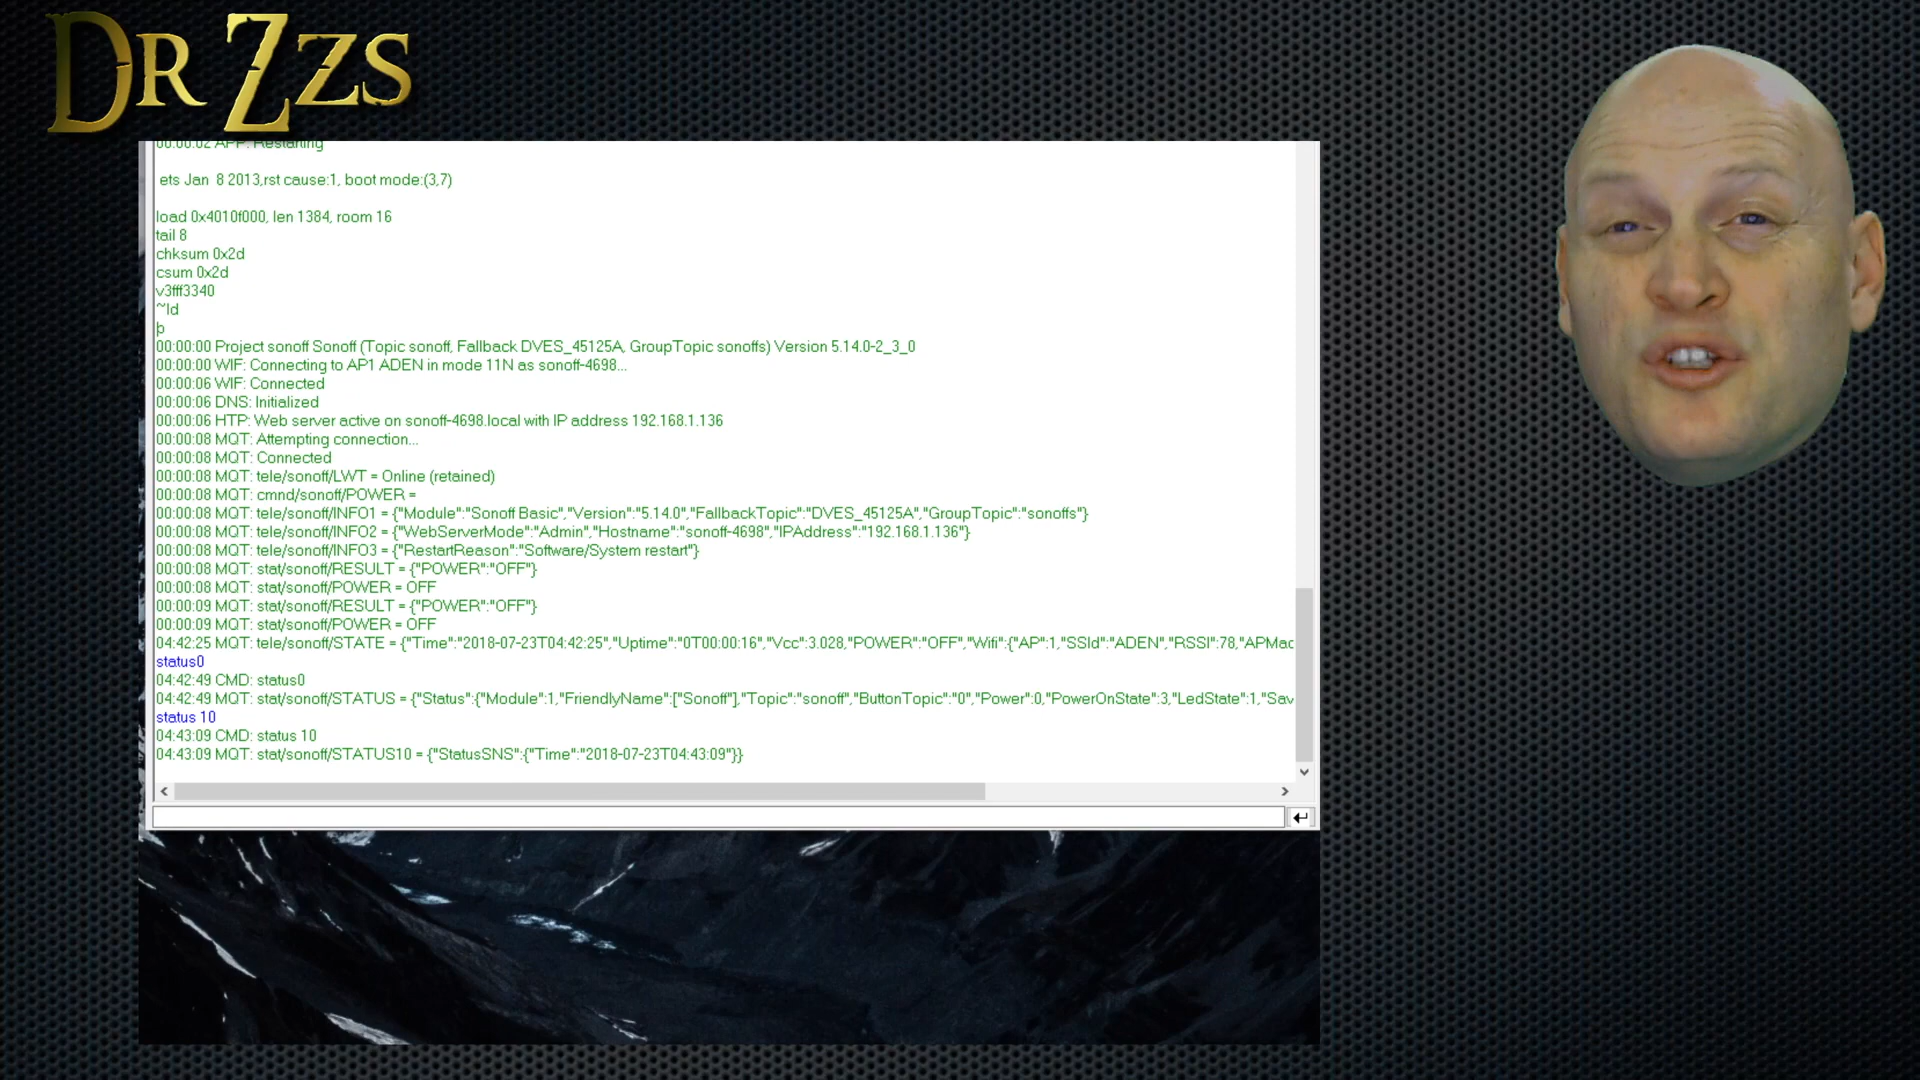 DR ZZS
00:00:02 APP: Restarting
ets Jan 8 2013,rst cause:1, boot mode:(3,7)
load 0x4010f000, len 1384, room 16
tail 8
chksum 0x2d
csum 0x2d
v3fff3340
~ld
þ
00:00:00 Project sonoff Sonoff (Topic sonoff, Fallback DVES_45125A, GroupTopic sonoffs) Version 5.14.0-2_3_0
00:00:00 WIF: Connecting to AP1 ADEN in mode 11N as sonoff-4698...
00:00:06 WIF: Connected
00:00:06 DNS: Initialized
00:00:06 HTP: Web server active on sonoff-4698.local with IP address 192.168.1.136
00:00:08 MQT: Attempting connection...
00:00:08 MQT: Connected
00:00:08 MQT: tele/sonoff/LWT = Online (retained)
00:00:08 MQT: cmnd/sonoff/POWER =
00:00:08 MQT: tele/sonoff/INFO1 = {"Module":"Sonoff Basic","Version":"5.14.0","FallbackTopic":"DVES_45125A","GroupTopic":"sonoffs"}
00:00:08 MQT: tele/sonoff/INFO2 = {"WebServerMode":"Admin","Hostname":"sonoff-4698","IPAddress":"192.168.1.136"}
00:00:08 MQT: tele/sonoff/INFO3 = {"RestartReason":"Software/System restart"}
00:00:08 MQT: stat/sonoff/RESULT = {"POWER":"OFF"}
00:00:08 MQT: stat/sonoff/POWER = OFF
00:00:09 MQT: stat/sonoff/RESULT = {"POWER":"OFF"}
00:00:09 MQT: stat/sonoff/POWER = OFF
04:42:25 MQT: tele/sonoff/STATE = {"Time":"2018-07-23T04:42:25","Uptime":"0T00:00:16","Vcc":3.028,"POWER":"OFF","Wifi":{"AP":1,"SSId":"ADEN","RSSI":78,"APMac
status0
04:42:49 CMD: status0
04:42:49 MQT: stat/sonoff/STATUS = {"Status":{"Module":1,"FriendlyName":["Sonoff"],"Topic":"sonoff","ButtonTopic":"0","Power":0,"PowerOnState":3,"LedState":1,"Sav
status 10
04:43:09 CMD: status 10
04:43:09 MQT: stat/sonoff/STATUS10 = {"StatusSNS":{"Time":"2018-07-23T04:43:09"}}